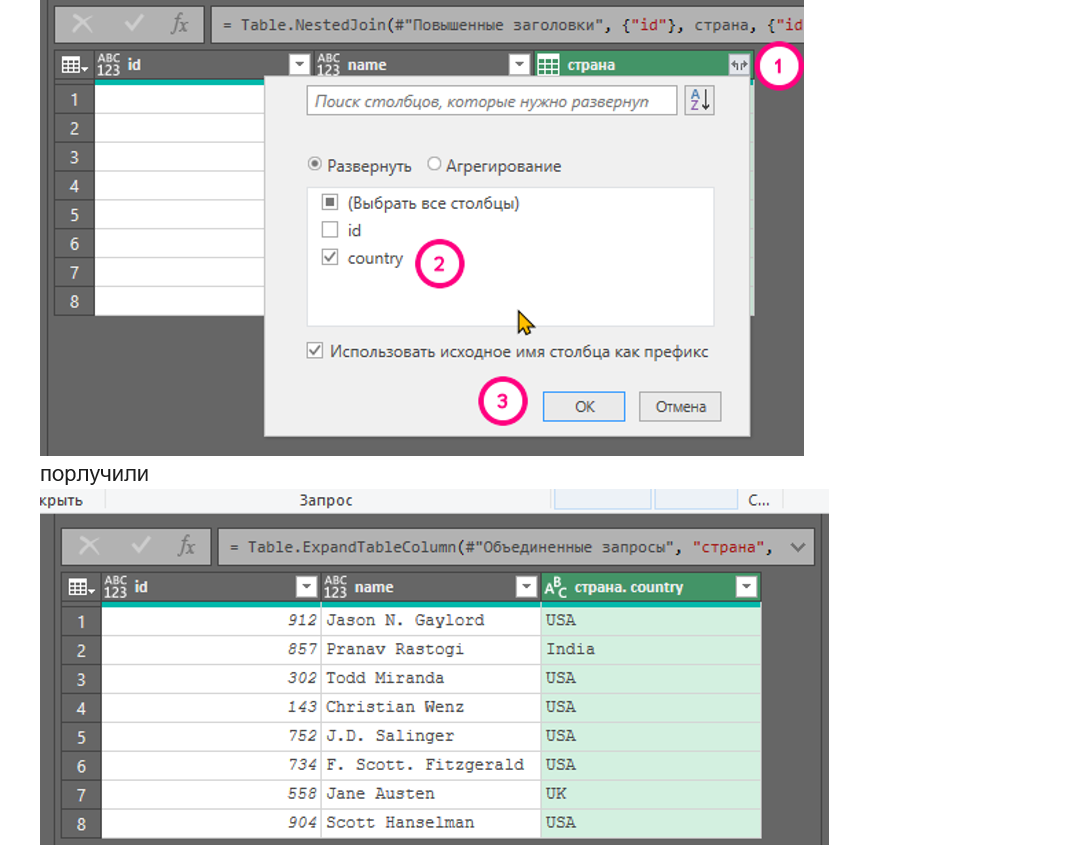 fx = Table.NestedJoin(#"Повышенные заголовки", {"id"}, страна, {"id
ABC 123 id ABC 123 name страна 1
Поиск столбцов, которые нужно развернуп A Z
Развернуть Агрегирование
(Выбрать все столбцы)
id
country 2
Использовать исходное имя столбца как префикс
3 ОК Отмена
1
2
3
4
5
6
7
8
порлучили
крыть Запрос С...
fx = Table.ExpandTableColumn(#"Объединенные запросы", "страна",
ABC 123 id ABC 123 name ABC страна. country
1 912 Jason N. Gaylord USA
2 857 Pranav Rastogi India
3 302 Todd Miranda USA
4 143 Christian Wenz USA
5 752 J.D. Salinger USA
6 734 F. Scott. Fitzgerald USA
7 558 Jane Austen UK
8 904 Scott Hanselman USA